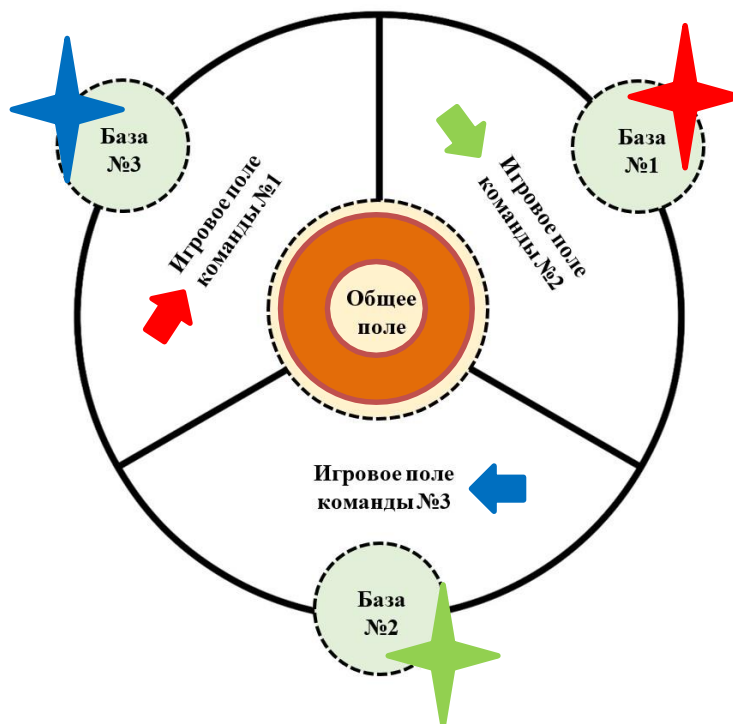 База
№3
База
№1
Игровое поле
команды №1
Игровое поле
команды №2
Общее
поле
Игровое поле
команды №3
База
№2